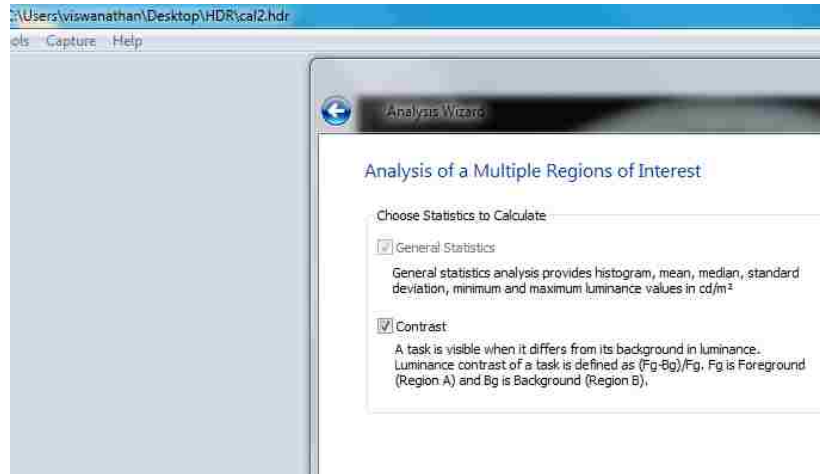 :\Users\viswanathan\Desktop\HDR\cal2.hdr
ols Capture Help
Analysis Wizard
Analysis of a Multiple Regions of Interest
Choose Statistics to Calculate
General Statistics
General statistics analysis provides histogram, mean, median, standard
deviation, minimum and maximum luminance values in cd/m²
Contrast
A task is visible when it differs from its background in luminance.
Luminance contrast of a task is defined as (Fg-Bg)/Fg. Fg is Foreground
(Region A) and Bg is Background (Region B).